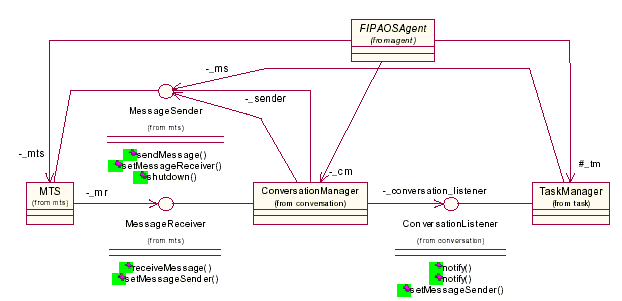 FIPAOSAgent
(from agent)
-_ms
-_sender
MessageSender
(from mts)
sendMessage()
setMessageReceiver()
shutdown()
-_mts
-_cm
#_tm
MTS
(from mts)
-_mr
ConversationManager
(from conversation)
-_conversation_listener
TaskManager
(from task)
MessageReceiver
(from mts)
receiveMessage()
setMessageSender()
ConversationListener
(from conversation)
notify()
notify()
setMessageSender()